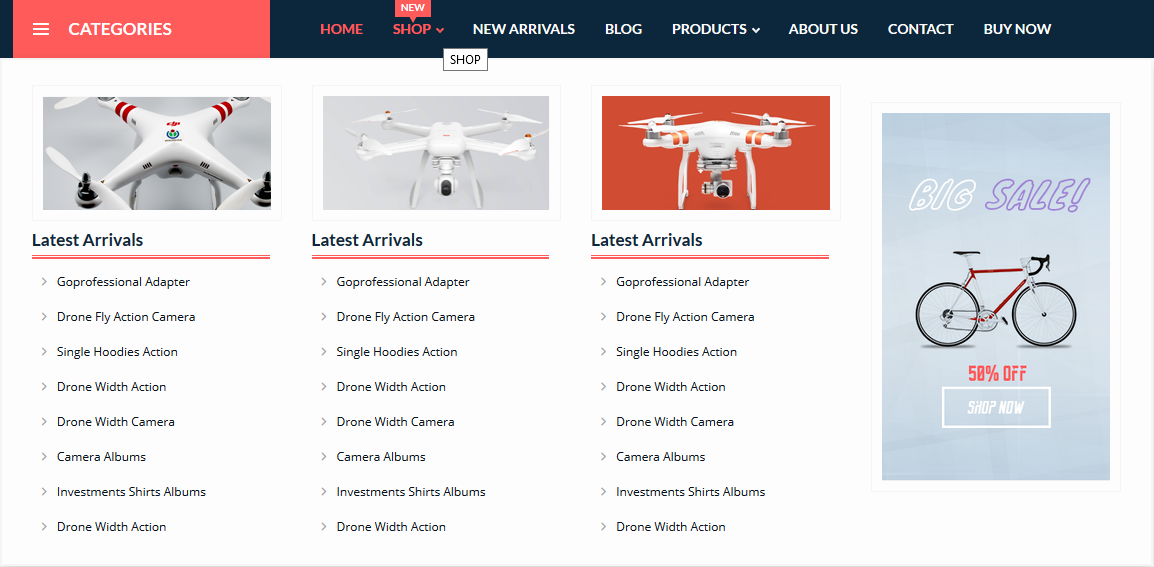 CATEGORIES
HOME
NEW
SHOP
NEW ARRIVALS
BLOG
PRODUCTS
ABOUT US
CONTACT
BUY NOW
SHOP
dji
Latest Arrivals
Goprofessional Adapter
Drone Fly Action Camera
Single Hoodies Action
Drone Width Action
Drone Width Camera
Camera Albums
Investments Shirts Albums
Drone Width Action
Latest Arrivals
Goprofessional Adapter
Drone Fly Action Camera
Single Hoodies Action
Drone Width Action
Drone Width Camera
Camera Albums
Investments Shirts Albums
Drone Width Action
Latest Arrivals
Goprofessional Adapter
Drone Fly Action Camera
Single Hoodies Action
Drone Width Action
Drone Width Camera
Camera Albums
Investments Shirts Albums
Drone Width Action
BIG SALE!
50% OFF
SHOP NOW